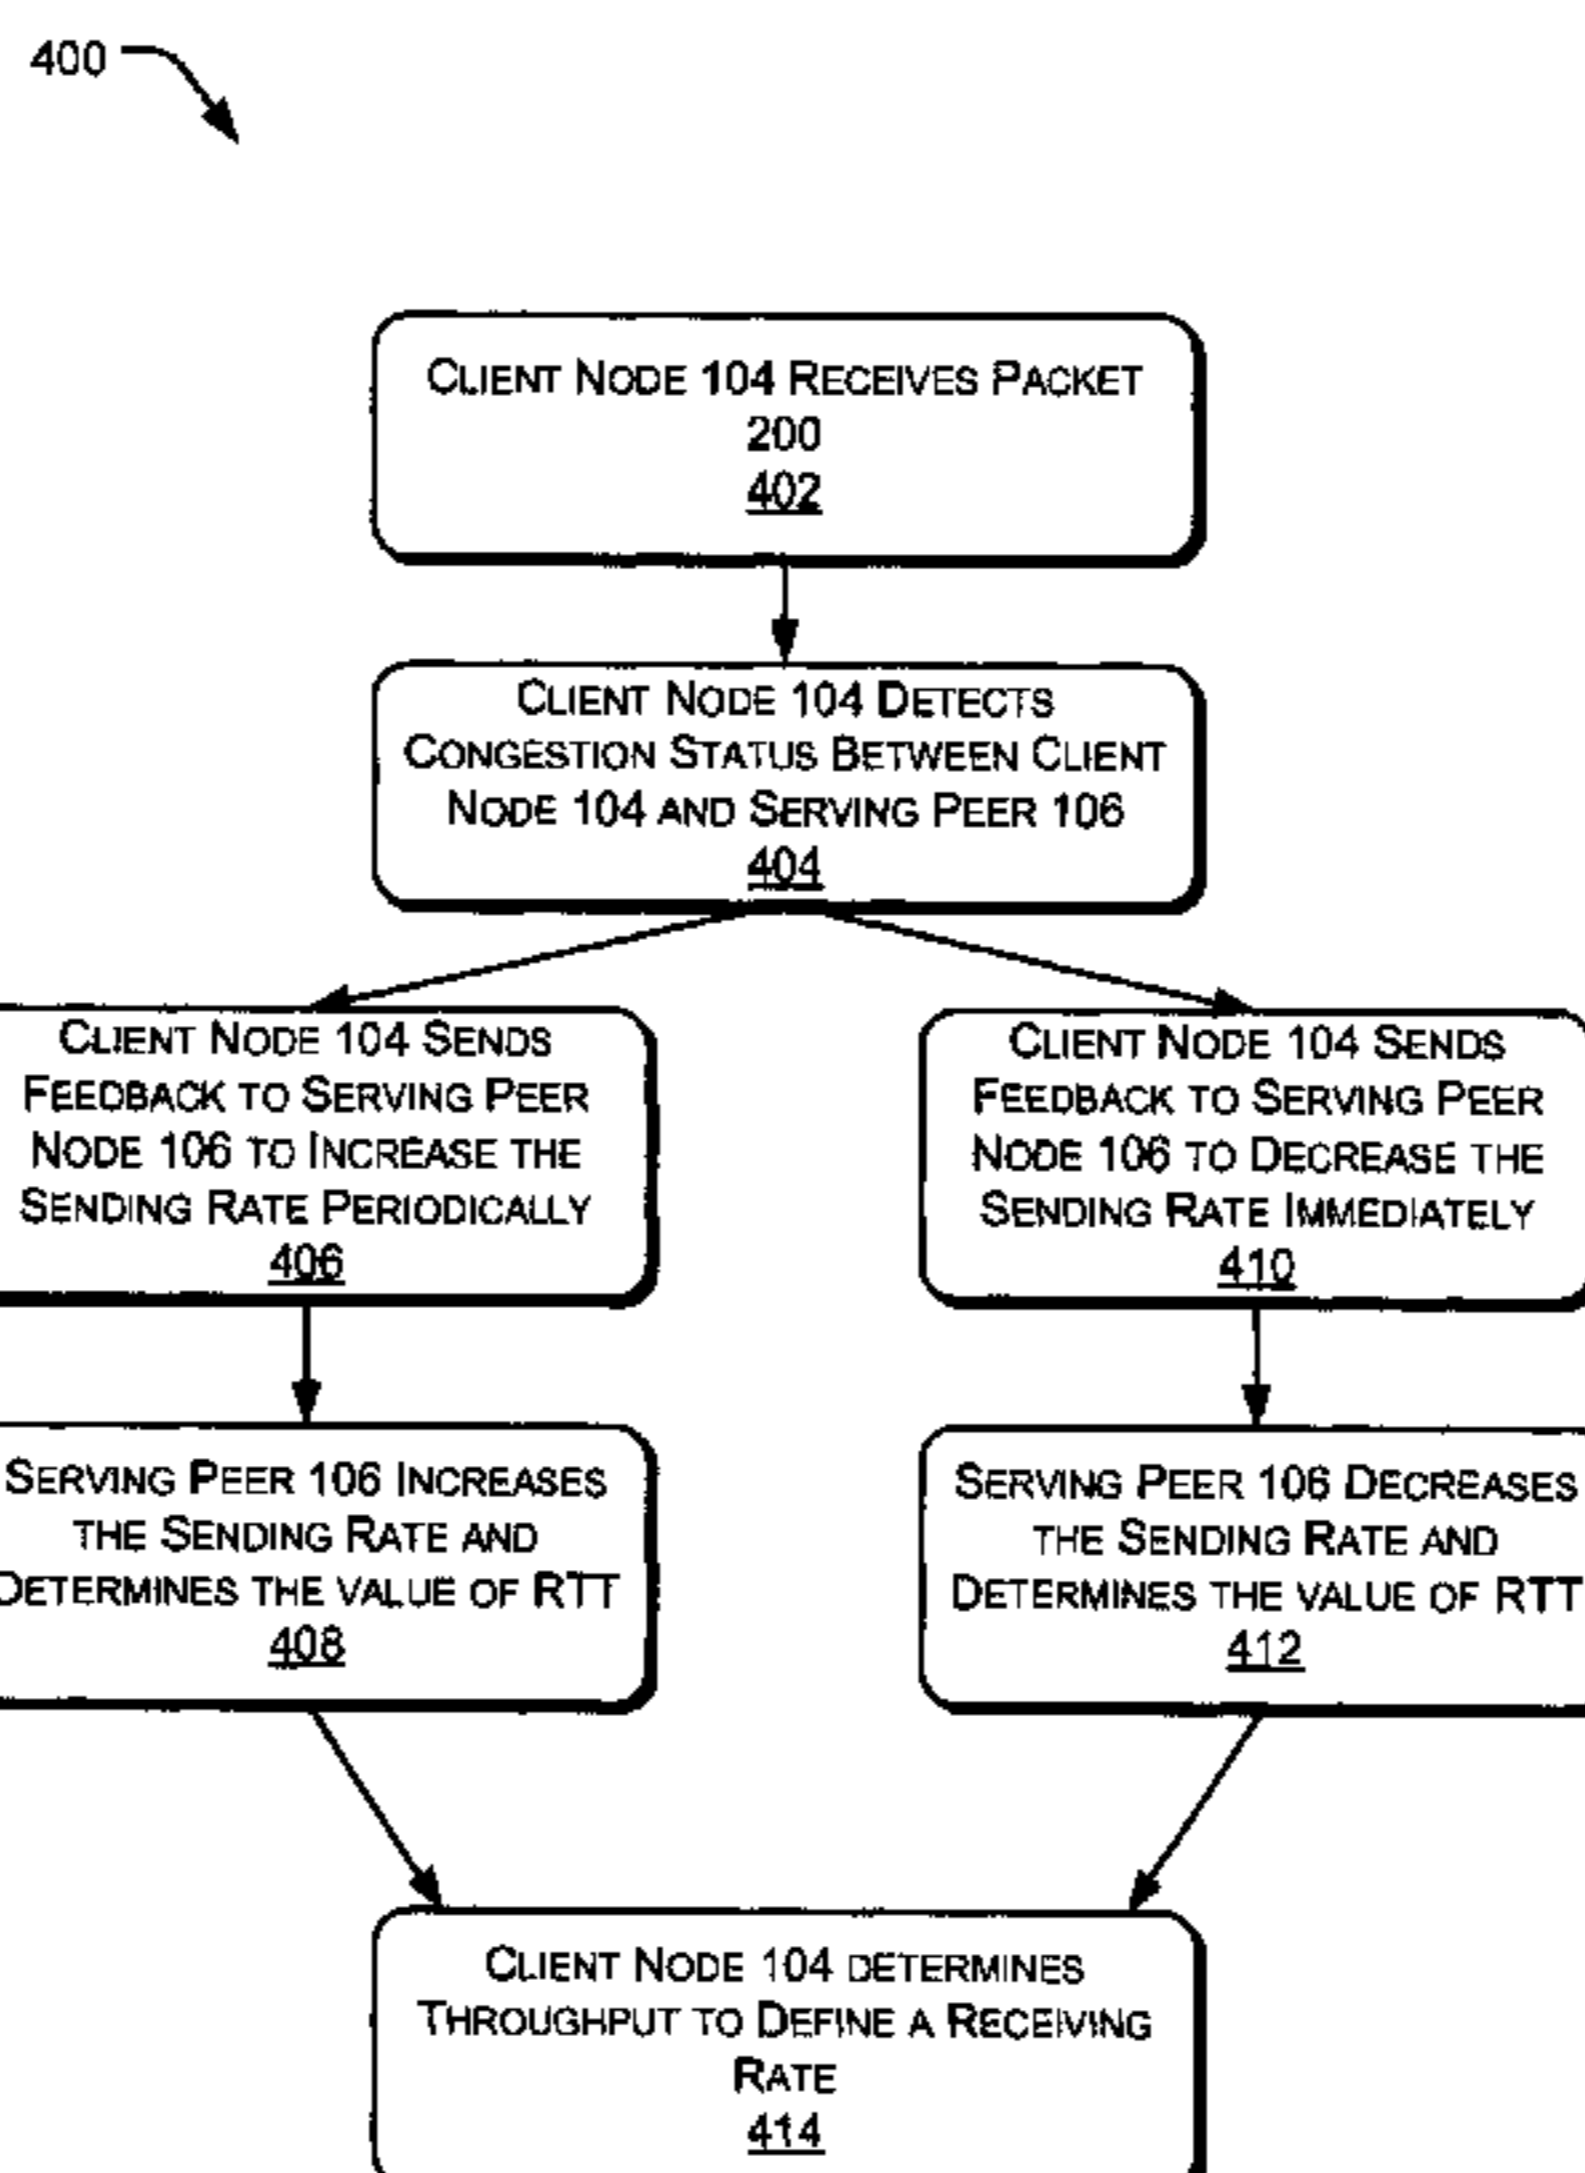 400
CLIENT NODE 104 RECEIVES PACKET
200
402
CLIENT NODE 104 DETECTS
CONGESTION STATUS BETWEEN CLIENT
NODE 104 AND SERVING PEER 106
404
CLIENT NODE 104 SENDS
FEEDBACK TO SERVING PEER
NODE 106 TO INCREASE THE
SENDING RATE PERIODICALLY
406
CLIENT NODE 104 SENDS
FEEDBACK TO SERVING PEER
NODE 106 TO DECREASE THE
SENDING RATE IMMEDIATELY
410
SERVING PEER 106 INCREASES
THE SENDING RATE AND
DETERMINES THE VALUE OF RTT
408
SERVING PEER 106 DECREASES
THE SENDING RATE AND
DETERMINES THE VALUE OF RTT
412
CLIENT NODE 104 DETERMINES
THROUGHPUT TO DEFINE A RECEIVING
RATE
414